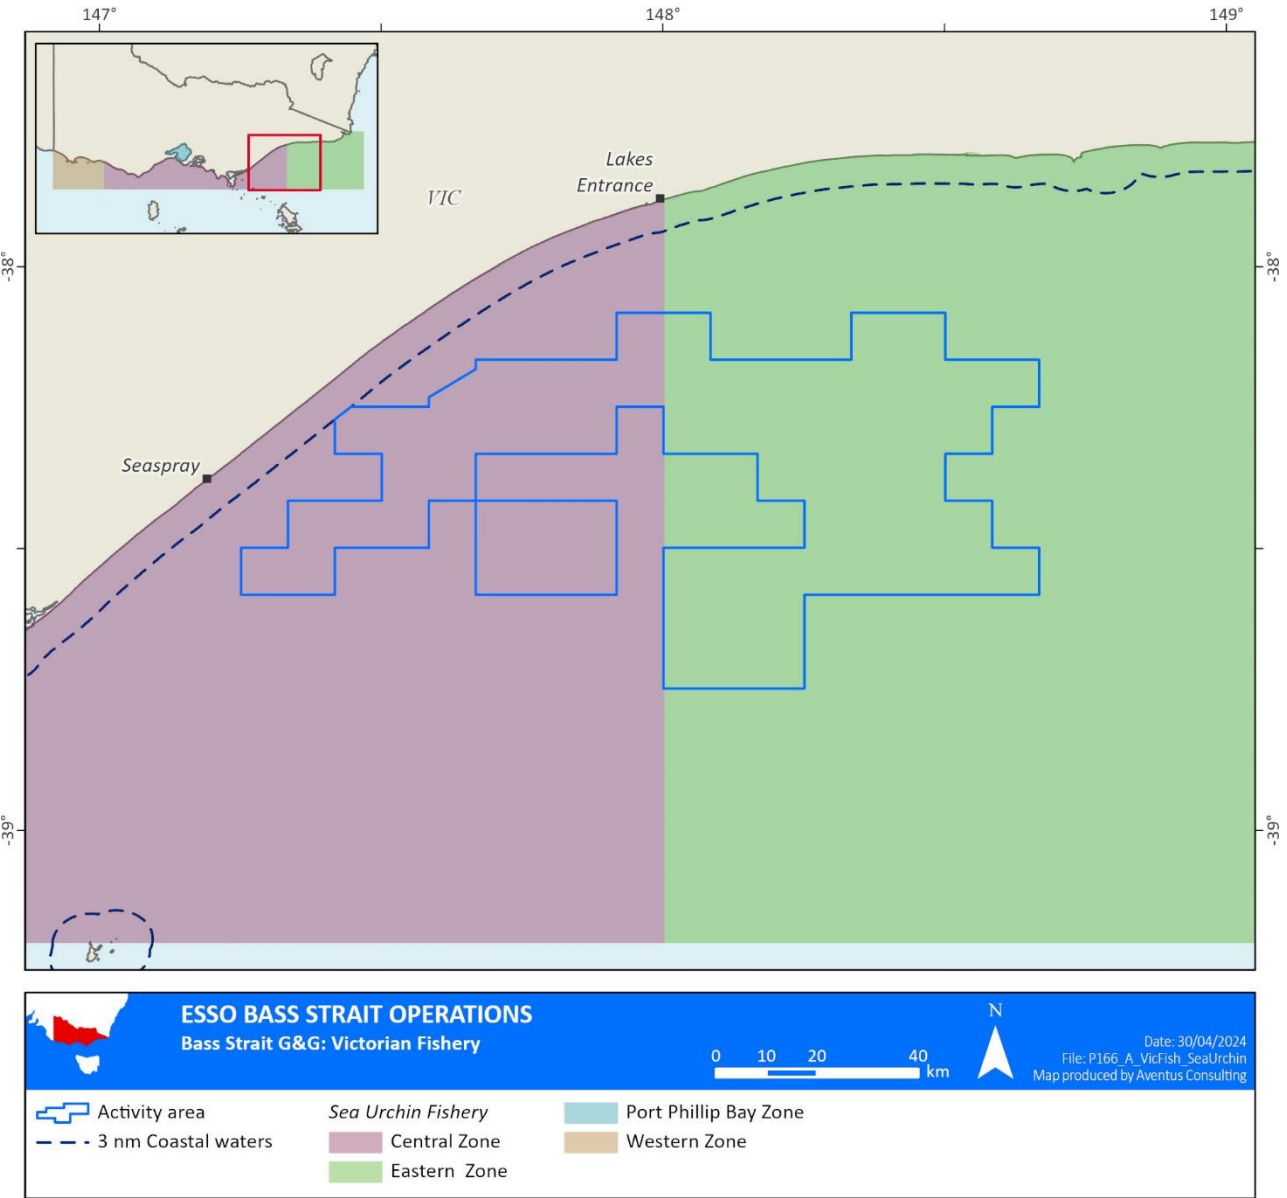 147°
148°
149°
VIC
Lakes
Entrance
-38°
-38°
Seaspray
-39°
-39°
ESSO BASS STRAIT OPERATIONS
Bass Strait G&G: Victorian Fishery
0 10 20 40
km
N
Date: 30/04/2024
File: P166_A_VicFish_SeaUrchin
Map produced by Aventus Consulting
Activity area
3 nm Coastal waters
Sea Urchin Fishery
Central Zone
Eastern Zone
Port Phillip Bay Zone
Western Zone